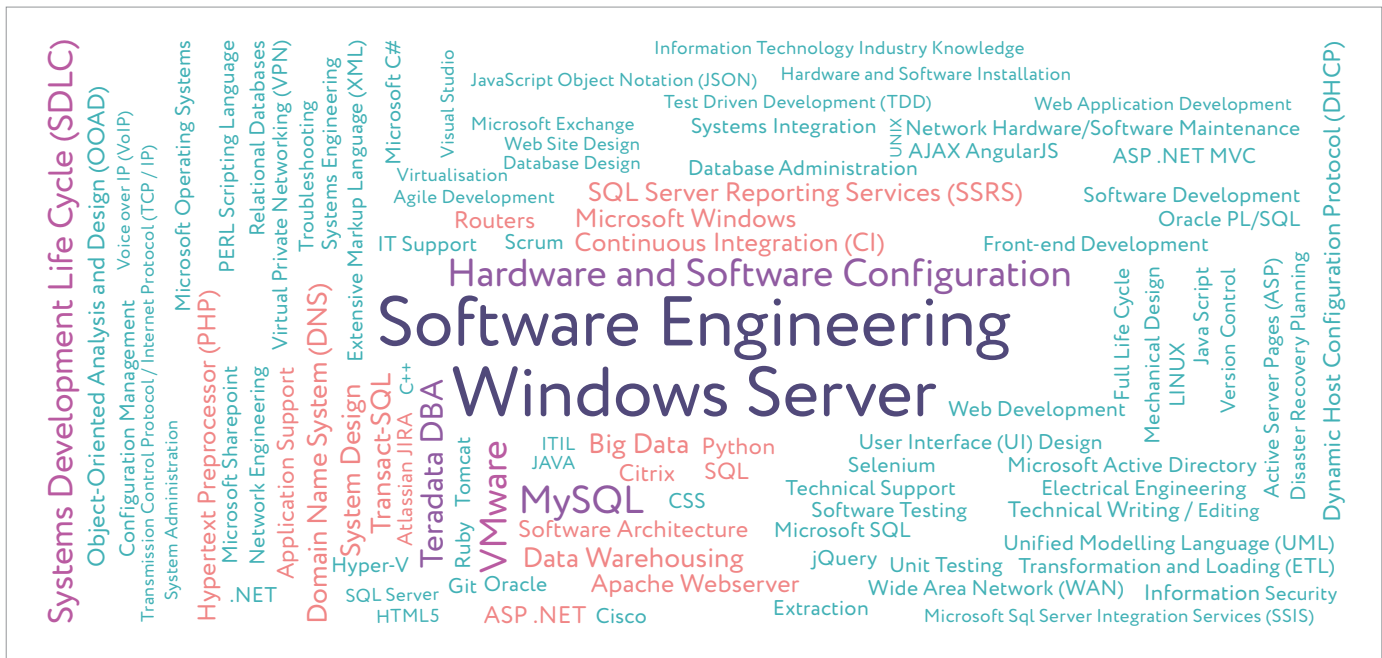 Systems Development Life Cycle (SDLC)
Object-Oriented Analysis and Design (OOAD)
Voice over IP (VoIP)
Configuration Management
Transmission Control Protocol / Internet Protocol (TCP / IP)
System Administration
Microsoft Operating Systems
Hypertext Preprocessor (PHP)
PERL Scripting Language
Microsoft Sharepoint
Relational Databases
Network Engineering
.NET
Virtual Private Networking (VPN)
Application Support
Troubleshooting
Domain Name System (DNS)
Systems Engineering
Extensive Markup Language (XML)
System Design
Microsoft C#
Transact-SQL
C++
Atlassian JIRA
Visual Studio
Teradata DBA
Tomcat
Ruby
VMware
Information Technology Industry Knowledge
JavaScript Object Notation (JSON)
Hardware and Software Installation
Test Driven Development (TDD)
Web Application Development
Microsoft Exchange
Systems Integration
UNIX
Network Hardware/Software Maintenance
Web Site Design
AJAX AngularJS
ASP .NET MVC
Database Design
Database Administration
Virtualisation
Agile Development
SQL Server Reporting Services (SSRS)
Software Development
Routers
Microsoft Windows
Oracle PL/SQL
IT Support
Scrum
Continuous Integration (CI)
Front-end Development
Hardware and Software Configuration
Software Engineering
Windows Server
Web Development
Full Life Cycle
Mechanical Design
LINUX
Java Script
Version Control
Active Server Pages (ASP)
Disaster Recovery Planning
Dynamic Host Configuration Protocol (DHCP)
ITIL
Big Data
Python
User Interface (UI) Design
JAVA
Citrix
SQL
Selenium
Microsoft Active Directory
MySQL
CSS
Technical Support
Electrical Engineering
Software Testing
Technical Writing / Editing
Software Architecture
Microsoft SQL
Unified Modelling Language (UML)
Hyper-V
Data Warehousing
jQuery
Unit Testing
Transformation and Loading (ETL)
Git
Oracle
Apache Webserver
Wide Area Network (WAN)
Information Security
SQL Server
HTML5
ASP .NET
Cisco
Extraction
Microsoft Sql Server Integration Services (SSIS)